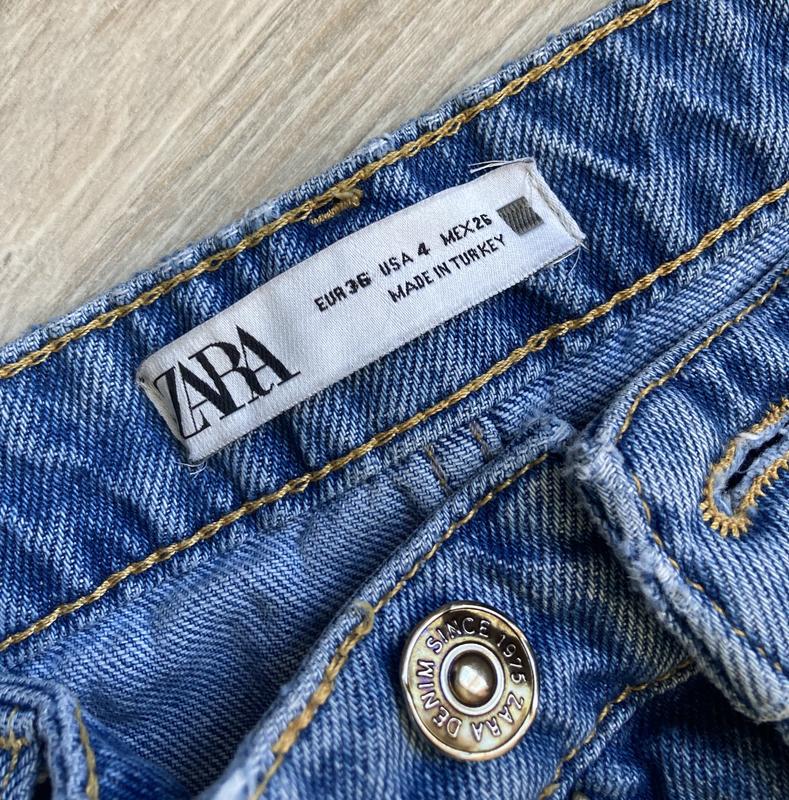 ZARA
EUR 36 USA 4 MEX 26
MADE IN TURKEY
ZARA DENIM SINCE 1975